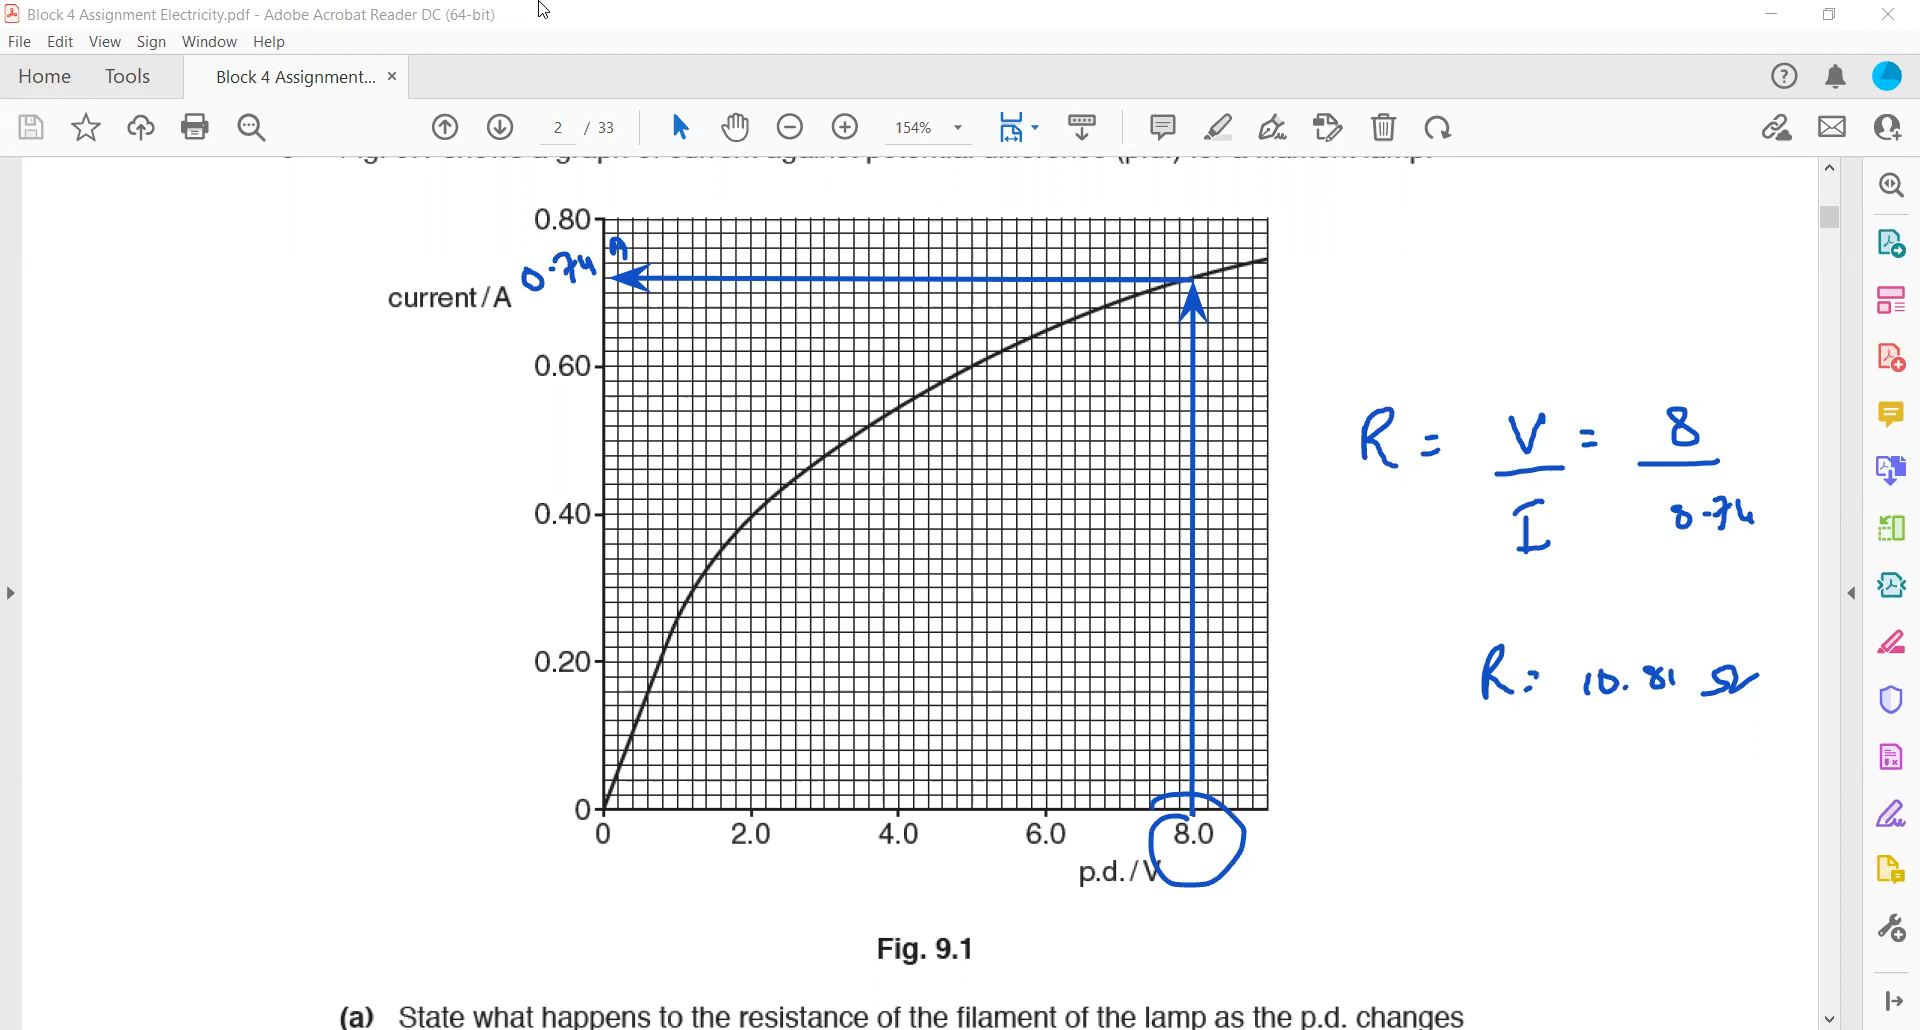 Block 4 Assignment Electricity.pdf - Adobe Acrobat Reader DC (64-bit)
File Edit View Sign Window Help
Home Tools Block 4 Assignment... ×
2 / 33 154%
0.80
0.74 A
current / A
0.60
0.40
0.20
0
0 2.0 4.0 6.0 8.0
p.d. / V
R = V = 8
I 0.74
R = 10.81 Ω
Fig. 9.1
(a) State what happens to the resistance of the filament of the lamp as the p.d. changes